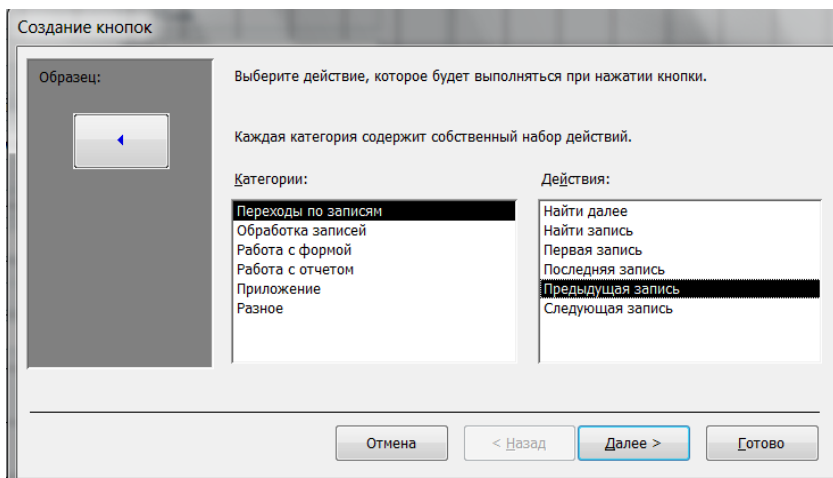 Создание кнопок
Образец:
Выберите действие, которое будет выполняться при нажатии кнопки.
Каждая категория содержит собственный набор действий.
Категории:
Переходы по записям
Обработка записей
Работа с формой
Работа с отчетом
Приложение
Разное
Действия:
Найти далее
Найти запись
Первая запись
Последняя запись
Предыдущая запись
Следующая запись
Отмена
< Назад
Далее >
Готово